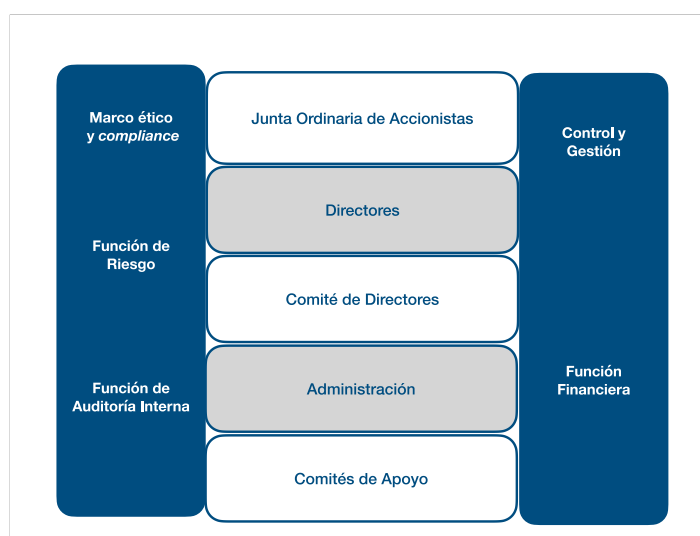 Marco ético
y compliance
Función de
Riesgo
Función de
Auditoría Interna
Junta Ordinaria de Accionistas
Directores
Comité de Directores
Administración
Comités de Apoyo
Control y
Gestión
Función
Financiera